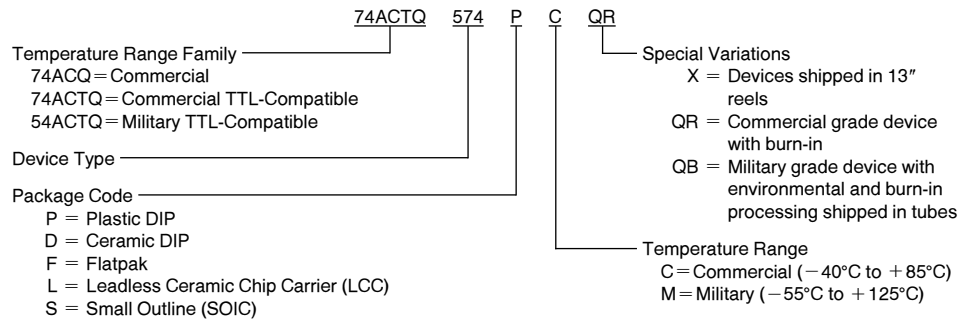 74ACTQ 574 P C QR
Temperature Range Family
74ACQ = Commercial
74ACTQ = Commercial TTL-Compatible
54ACTQ = Military TTL-Compatible
Device Type
Package Code
P = Plastic DIP
D = Ceramic DIP
F = Flatpak
L = Leadless Ceramic Chip Carrier (LCC)
S = Small Outline (SOIC)
Special Variations
X = Devices shipped in 13″
reels
QR = Commercial grade device
with burn-in
QB = Military grade device with
environmental and burn-in
processing shipped in tubes
Temperature Range
C = Commercial (−40°C to +85°C)
M = Military (−55°C to +125°C)